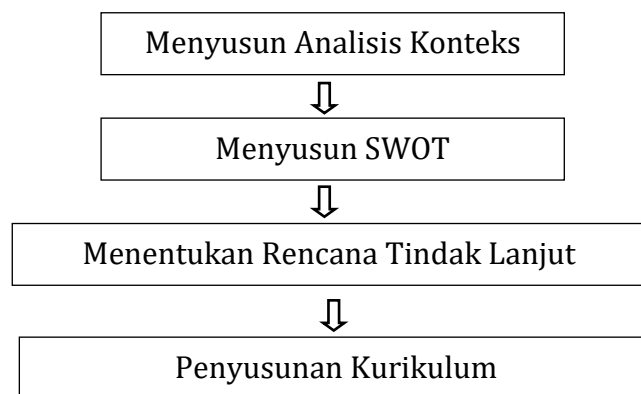 Menyusun Analisis Konteks
Menyusun SWOT
Menentukan Rencana Tindak Lanjut
Penyusunan Kurikulum